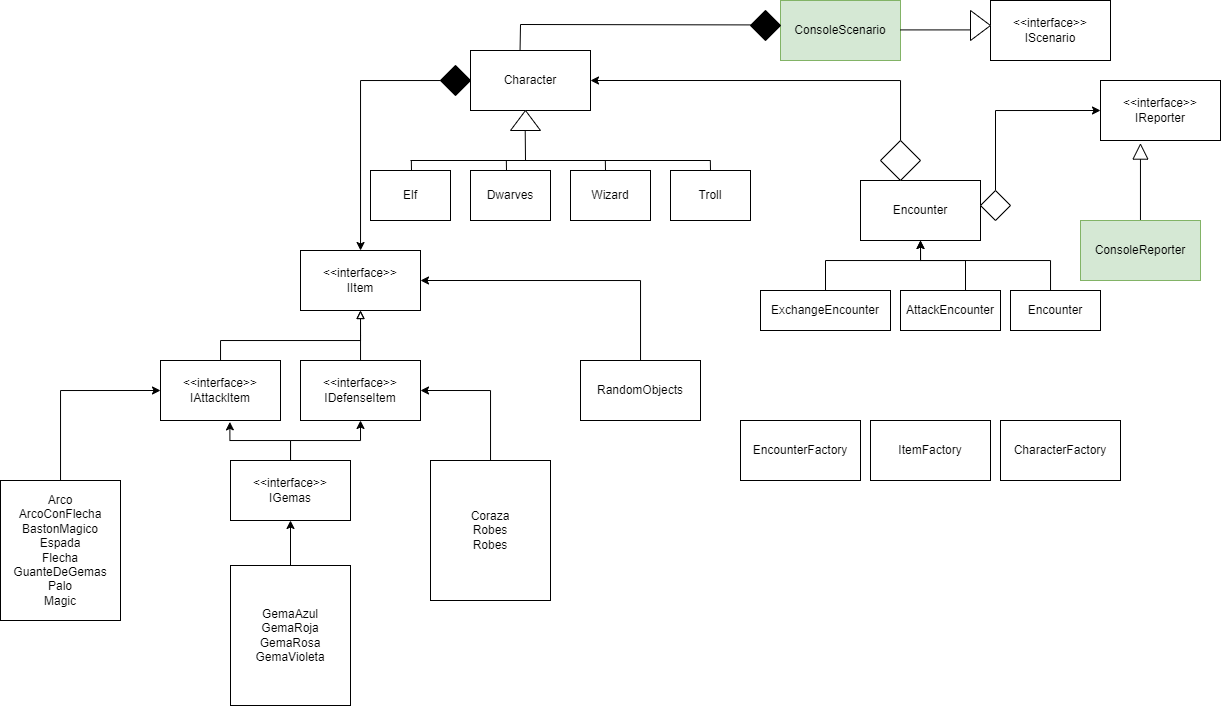 ConsoleScenario
<<interface>>
IScenario
Character
<<interface>>
IReporter
Elf
Dwarves
Wizard
Troll
Encounter
ConsoleReporter
<<interface>>
IItem
ExchangeEncounter
AttackEncounter
Encounter
<<interface>>
IAttackItem
<<interface>>
IDefenseItem
RandomObjects
EncounterFactory
ItemFactory
CharacterFactory
<<interface>>
IGemas
Arco
ArcoConFlecha
BastonMagico
Espada
Flecha
GuanteDeGemas
Palo
Magic
Coraza
Robes
Robes
GemaAzul
GemaRoja
GemaRosa
GemaVioleta